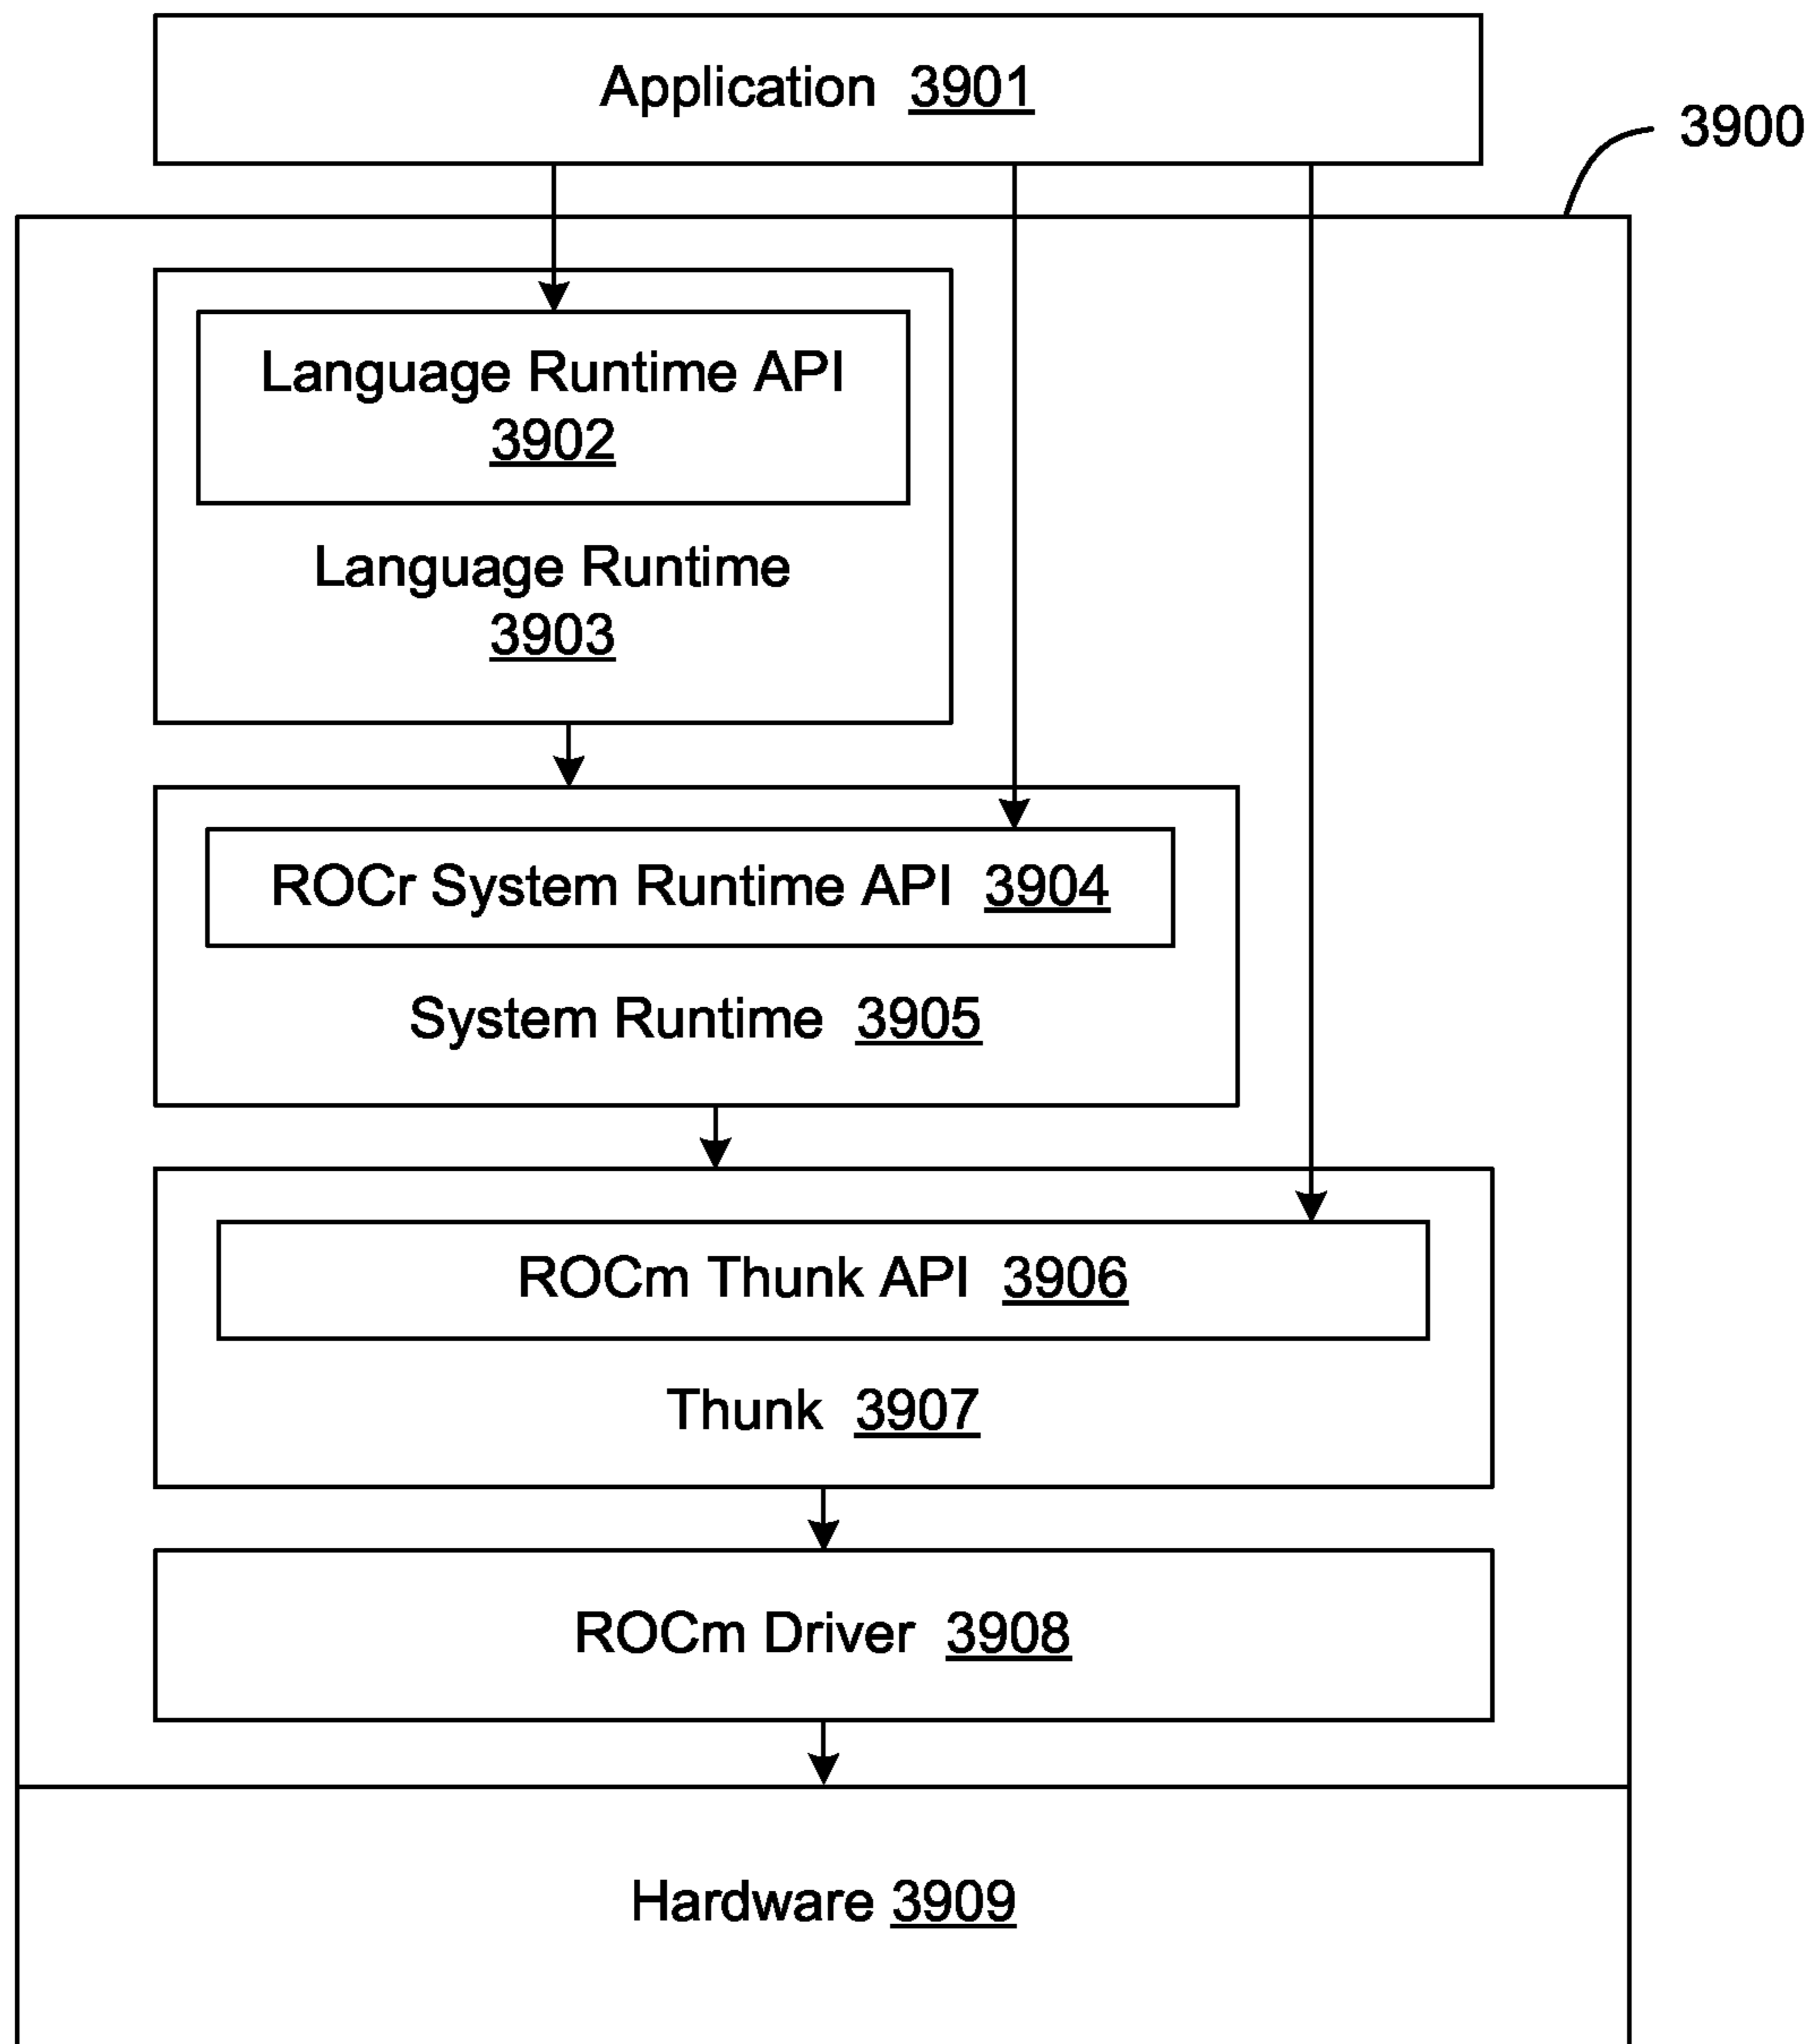 Application 3901
3900
Language Runtime API
3902
Language Runtime
3903
ROCr System Runtime API 3904
System Runtime 3905
ROCm Thunk API 3906
Thunk 3907
ROCm Driver 3908
Hardware 3909